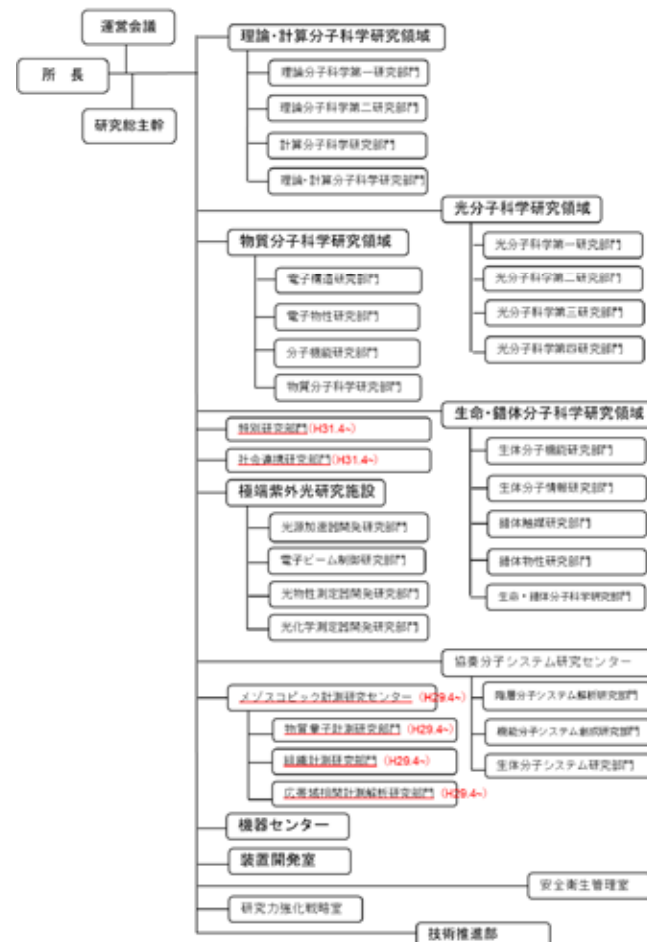 運営会議
所 長
研究総主幹
理論・計算分子科学研究領域
理論分子科学第一研究部門
理論分子科学第二研究部門
計算分子科学研究部門
理論・計算分子科学研究部門
光分子科学研究領域
光分子科学第一研究部門
光分子科学第二研究部門
光分子科学第三研究部門
光分子科学第四研究部門
物質分子科学研究領域
電子構造研究部門
電子物性研究部門
分子機能研究部門
物質分子科学研究部門
生命・錯体分子科学研究領域
生体分子機能研究部門
生体分子情報研究部門
錯体触媒研究部門
錯体物性研究部門
生命・錯体分子科学研究部門
特別研究部門(H31.4~)
社会連携研究部門(H31.4~)
極端紫外光研究施設
光源加速器開発研究部門
電子ビーム制御研究部門
光物性測定器開発研究部門
光化学測定器開発研究部門
協奏分子システム研究センター
階層分子システム解析研究部門
機能分子システム創成研究部門
生体分子システム研究部門
メゾスコピック計測研究センター (H29.4~)
物質量子計測研究部門 (H29.4~)
組織計測研究部門 (H29.4~)
広帯域相関計測解析研究部門 (H29.4~)
機器センター
装置開発室
安全衛生管理室
研究力強化戦略室
技術推進部